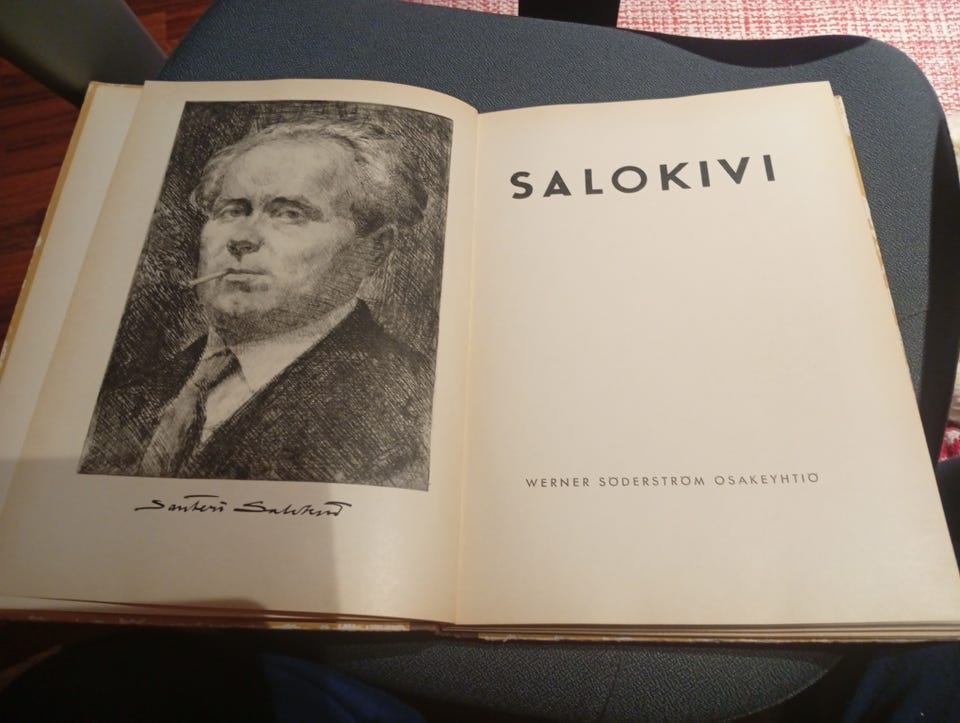 Santeri Salokivi
SALOKIVI
WERNER SÖDERSTRÖM OSAKEYHTIÖ